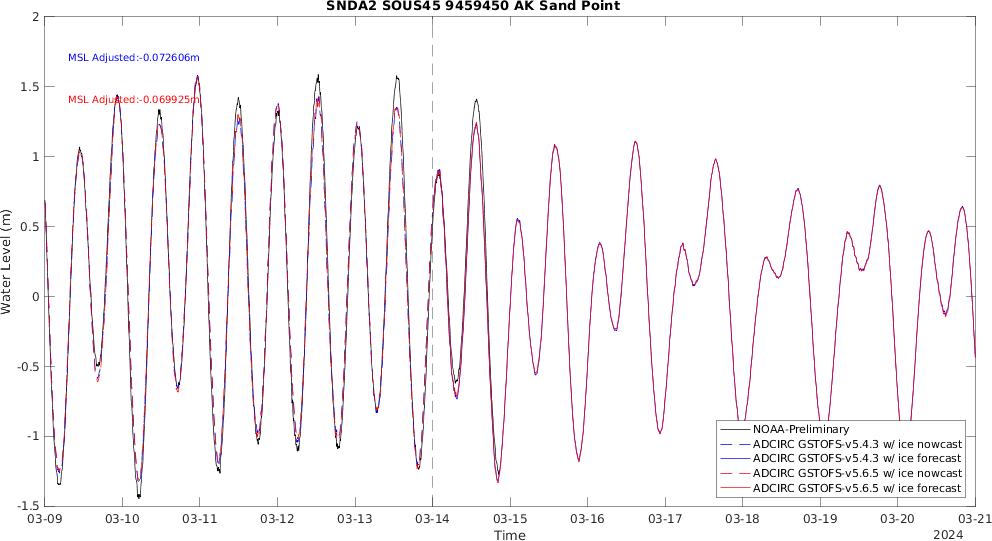 SNDA2 SOUS45 9459450 AK Sand Point
MSL Adjusted:-0.072606m
MSL Adjusted:-0.069925m
Water Level (m)
2
1.5
1
0.5
0
-0.5
-1
-1.5
NOAA-Preliminary
ADCIRC GSTOFS-v5.4.3 w/ ice nowcast
ADCIRC GSTOFS-v5.4.3 w/ ice forecast
ADCIRC GSTOFS-v5.6.5 w/ ice nowcast
ADCIRC GSTOFS-v5.6.5 w/ ice forecast
03-09 03-10 03-11 03-12 03-13 03-14 03-15 03-16 03-17 03-18 03-19 03-20 03-21
Time
2024